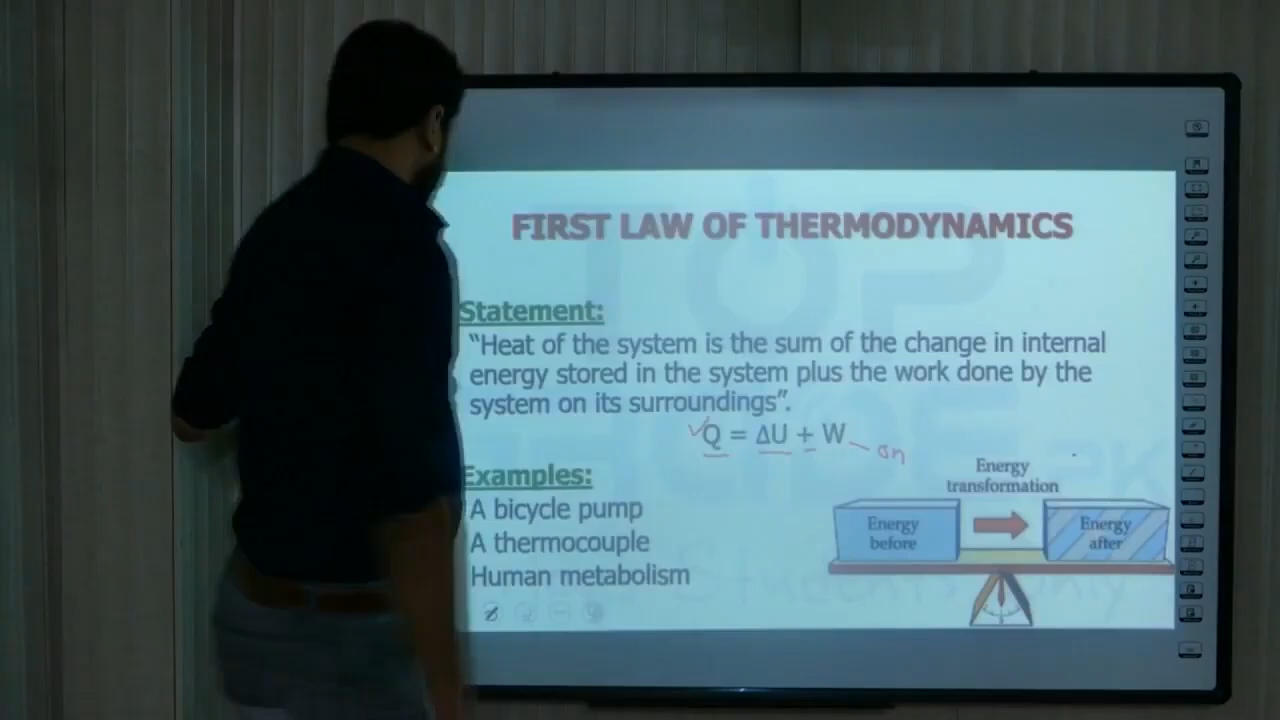 FIRST LAW OF THERMODYNAMICS
Statement:
“Heat of the system is the sum of the change in internal
energy stored in the system plus the work done by the
system on its surroundings”.
Q = ΔU + W
on
Examples:
A bicycle pump
A thermocouple
Human metabolism
Energy
transformation
Energy
before
Energy
after